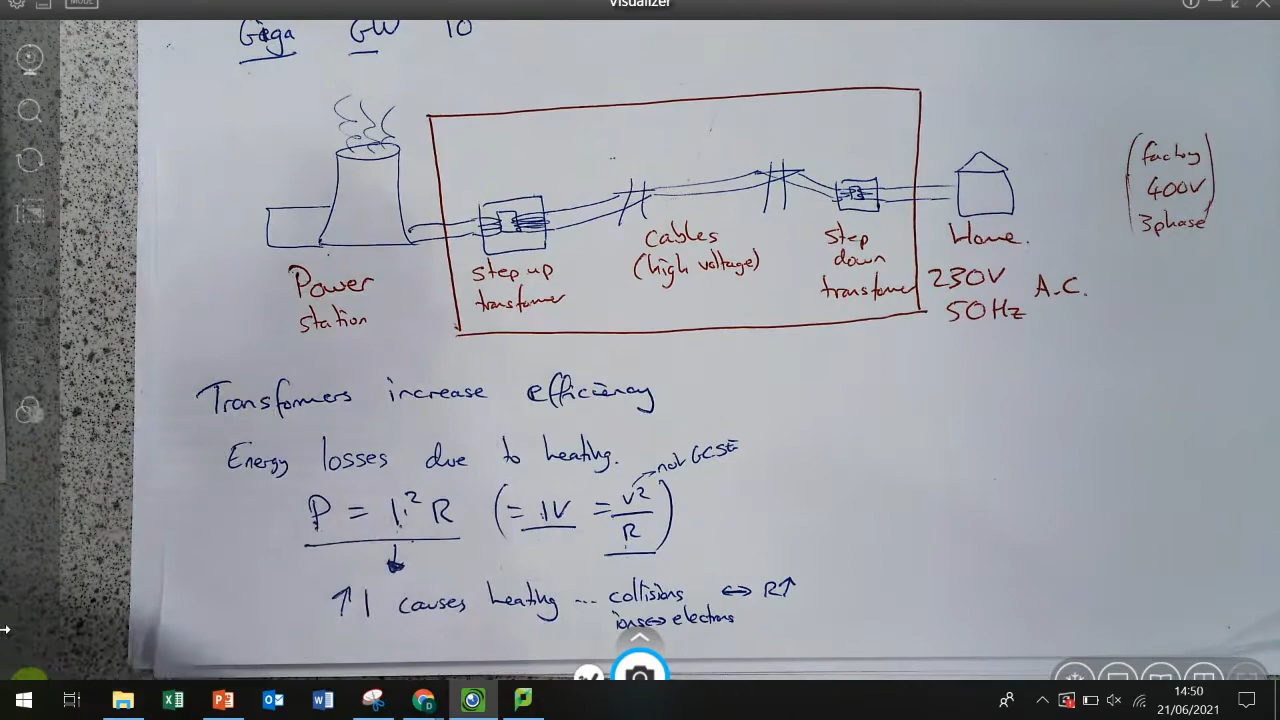 Visualizer
MODE
Giga GW 10
Power
station
step up
transformer
cables
(high voltage)
step
down
transformer
Home.
230V
50Hz
A.C.
(factory
400V
3phase)
Transformers increase efficiency
Energy losses due to heating.
P = I²R (= IV = V²/R) → not GCSE
↑ I causes heating ... collisions ↔ R↑
ions↔electrons
14:50
21/06/2021